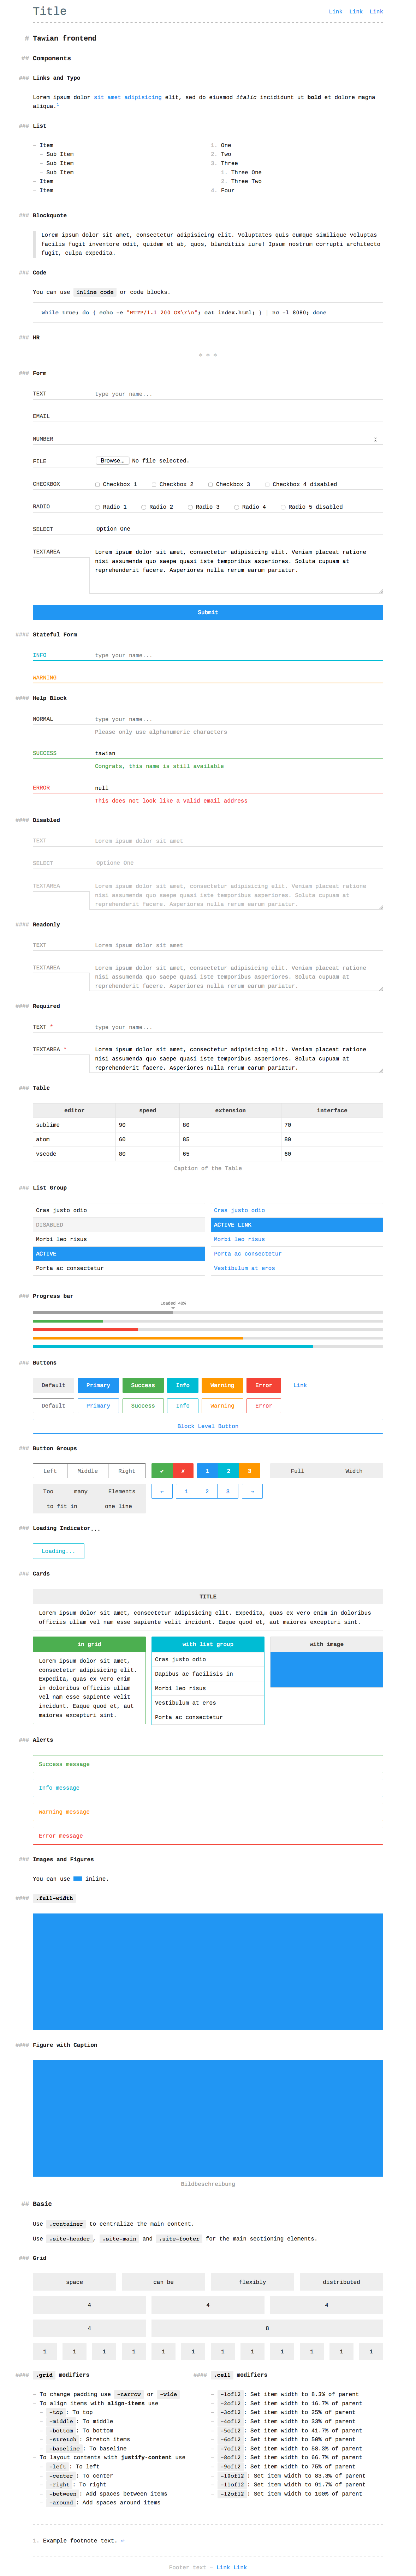 Title
Link Link Link
# Tawian frontend
## Components
### Links and Typo
Lorem ipsum dolor sit amet adipisicing elit, sed do eiusmod italic incididunt ut bold et dolore magna
aliqua.1
### List
– Item
– Sub Item
– Sub Item
– Sub Item
– Item
– Item
1. One
2. Two
3. Three
1. Three One
2. Three Two
4. Four
### Blockquote
Lorem ipsum dolor sit amet, consectetur adipisicing elit. Voluptates quis cumque similique voluptas
facilis fugit inventore odit, quidem et ab, quos, blanditiis iure! Ipsum nostrum corrupti architecto
fugit, culpa expedita.
### Code
You can use inline code or code blocks.
while true; do { echo -e "HTTP/1.1 200 OK\r\n"; cat index.html; } | nc -l 8080; done
### HR
* * *
### Form
TEXT type your name...
EMAIL
NUMBER
FILE Browse… No file selected.
CHECKBOX Checkbox 1 Checkbox 2 Checkbox 3 Checkbox 4 disabled
RADIO Radio 1 Radio 2 Radio 3 Radio 4 Radio 5 disabled
SELECT Option One
TEXTAREA Lorem ipsum dolor sit amet, consectetur adipisicing elit. Veniam placeat ratione
nisi assumenda quo saepe quasi iste temporibus asperiores. Soluta cupuam at
reprehenderit facere. Asperiores nulla rerum earum pariatur.
Submit
#### Stateful Form
INFO type your name...
WARNING
#### Help Block
NORMAL type your name...
Please only use alphanumeric characters
SUCCESS tawian
Congrats, this name is still available
ERROR null
This does not look like a valid email address
#### Disabled
TEXT Lorem ipsum dolor sit amet
SELECT Optione One
TEXTAREA Lorem ipsum dolor sit amet, consectetur adipisicing elit. Veniam placeat ratione
nisi assumenda quo saepe quasi iste temporibus asperiores. Soluta cupuam at
reprehenderit facere. Asperiores nulla rerum earum pariatur.
#### Readonly
TEXT Lorem ipsum dolor sit amet
TEXTAREA Lorem ipsum dolor sit amet, consectetur adipisicing elit. Veniam placeat ratione
nisi assumenda quo saepe quasi iste temporibus asperiores. Soluta cupuam at
reprehenderit facere. Asperiores nulla rerum earum pariatur.
#### Required
TEXT * type your name...
TEXTAREA * Lorem ipsum dolor sit amet, consectetur adipisicing elit. Veniam placeat ratione
nisi assumenda quo saepe quasi iste temporibus asperiores. Soluta cupuam at
reprehenderit facere. Asperiores nulla rerum earum pariatur.
### Table
editor speed extension interface
sublime 90 80 70
atom 60 85 80
vscode 80 65 60
Caption of the Table
### List Group
Cras justo odio
DISABLED
Morbi leo risus
ACTIVE
Porta ac consectetur
Cras justo odio
ACTIVE LINK
Morbi leo risus
Porta ac consectetur
Vestibulum at eros
### Progress bar
Loaded 40%
### Buttons
Default Primary Success Info Warning Error Link
Default Primary Success Info Warning Error
Block Level Button
### Button Groups
Left Middle Right ✔ ✗ 1 2 3 Full Width
Too many Elements
to fit in one line
← 1 2 3 →
### Loading Indicator...
Loading...
### Cards
TITLE
Lorem ipsum dolor sit amet, consectetur adipisicing elit. Expedita, quas ex vero enim in doloribus
officiis ullam vel nam esse sapiente velit incidunt. Eaque quod et, aut maiores excepturi sint.
in grid
Lorem ipsum dolor sit amet,
consectetur adipisicing elit.
Expedita, quas ex vero enim
in doloribus officiis ullam
vel nam esse sapiente velit
incidunt. Eaque quod et, aut
maiores excepturi sint.
with list group
Cras justo odio
Dapibus ac facilisis in
Morbi leo risus
Vestibulum at eros
Porta ac consectetur
with image
### Alerts
Success message
Info message
Warning message
Error message
### Images and Figures
You can use inline.
#### .full-width
#### Figure with Caption
Bildbeschreibung
## Basic
Use .container to centralize the main content.
Use .site-header, .site-main and .site-footer for the main sectioning elements.
### Grid
space can be flexibly distributed
4 4 4
4 8
1 1 1 1 1 1 1 1 1 1 1 1
#### .grid modifiers
– To change padding use -narrow or -wide
– To align items with align-items use
– -top: To top
– -middle: To middle
– -bottom: To bottom
– -stretch: Stretch items
– -baseline: To baseline
– To layout contents with justify-content use
– -left: To left
– -center: To center
– -right: To right
– -between: Add spaces between items
– -around: Add spaces around items
#### .cell modifiers
– -1of12: Set item width to 8.3% of parent
– -2of12: Set item width to 16.7% of parent
– -3of12: Set item width to 25% of parent
– -4of12: Set item width to 33% of parent
– -5of12: Set item width to 41.7% of parent
– -6of12: Set item width to 50% of parent
– -7of12: Set item width to 58.3% of parent
– -8of12: Set item width to 66.7% of parent
– -9of12: Set item width to 75% of parent
– -10of12: Set item width to 83.3% of parent
– -11of12: Set item width to 91.7% of parent
– -12of12: Set item width to 100% of parent
1. Example footnote text. ↩
Footer text – Link Link